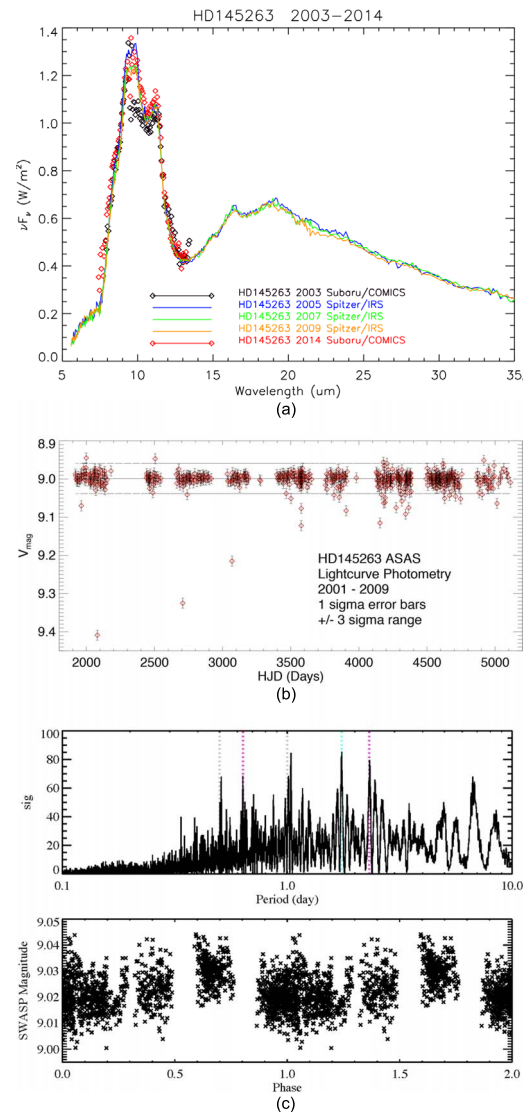 HD145263 2003-2014
1.4
1.2
1.0
0.8
0.6
0.4
0.2
0.0
νFν (W/m²)
HD145263 2003 Subaru/COMICS
HD145263 2005 Spitzer/IRS
HD145263 2007 Spitzer/IRS
HD145263 2009 Spitzer/IRS
HD145263 2014 Subaru/COMICS
5 10 15 20 25 30 35
Wavelength (um)
(a)
8.9
9.0
9.1
9.2
9.3
9.4
Vmag
HD145263 ASAS
Lightcurve Photometry
2001 - 2009
1 sigma error bars
+/- 3 sigma range
2000 2500 3000 3500 4000 4500 5000
HJD (Days)
(b)
100
80
60
40
20
0
sig
0.1 1.0 10.0
Period (day)
9.05
9.04
9.03
9.02
9.01
9.00
SWASP Magnitude
0.0 0.5 1.0 1.5 2.0
Phase
(c)